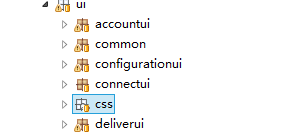 ui
accountui
common
configurationui
connectui
css
deliverui